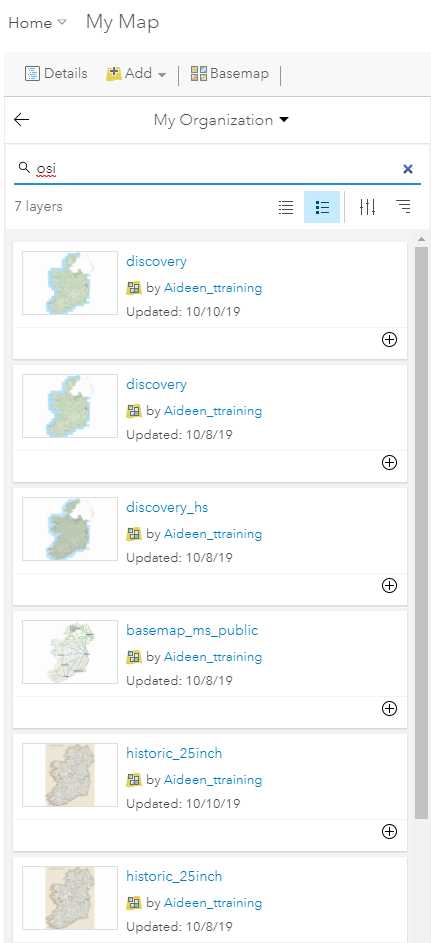 Home My Map
Details Add Basemap
My Organization
osi
7 layers
discovery
by Aideen_ttraining
Updated: 10/10/19
discovery
by Aideen_ttraining
Updated: 10/8/19
discovery_hs
by Aideen_ttraining
Updated: 10/8/19
basemap_ms_public
by Aideen_ttraining
Updated: 10/8/19
historic_25inch
by Aideen_ttraining
Updated: 10/10/19
historic_25inch
by Aideen_ttraining
Updated: 10/8/19